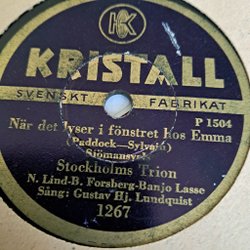 K
KRISTALL
SVENSKT FABRIKAT
P 1504
När det lyser i fönstret hos Emma
(Paddock—Sylvain)
Sjömansvals
Stockholms Trion
N. Lind-B. Forsberg-Banjo Lasse
Sång: Gustav Hj. Lundquist
1267